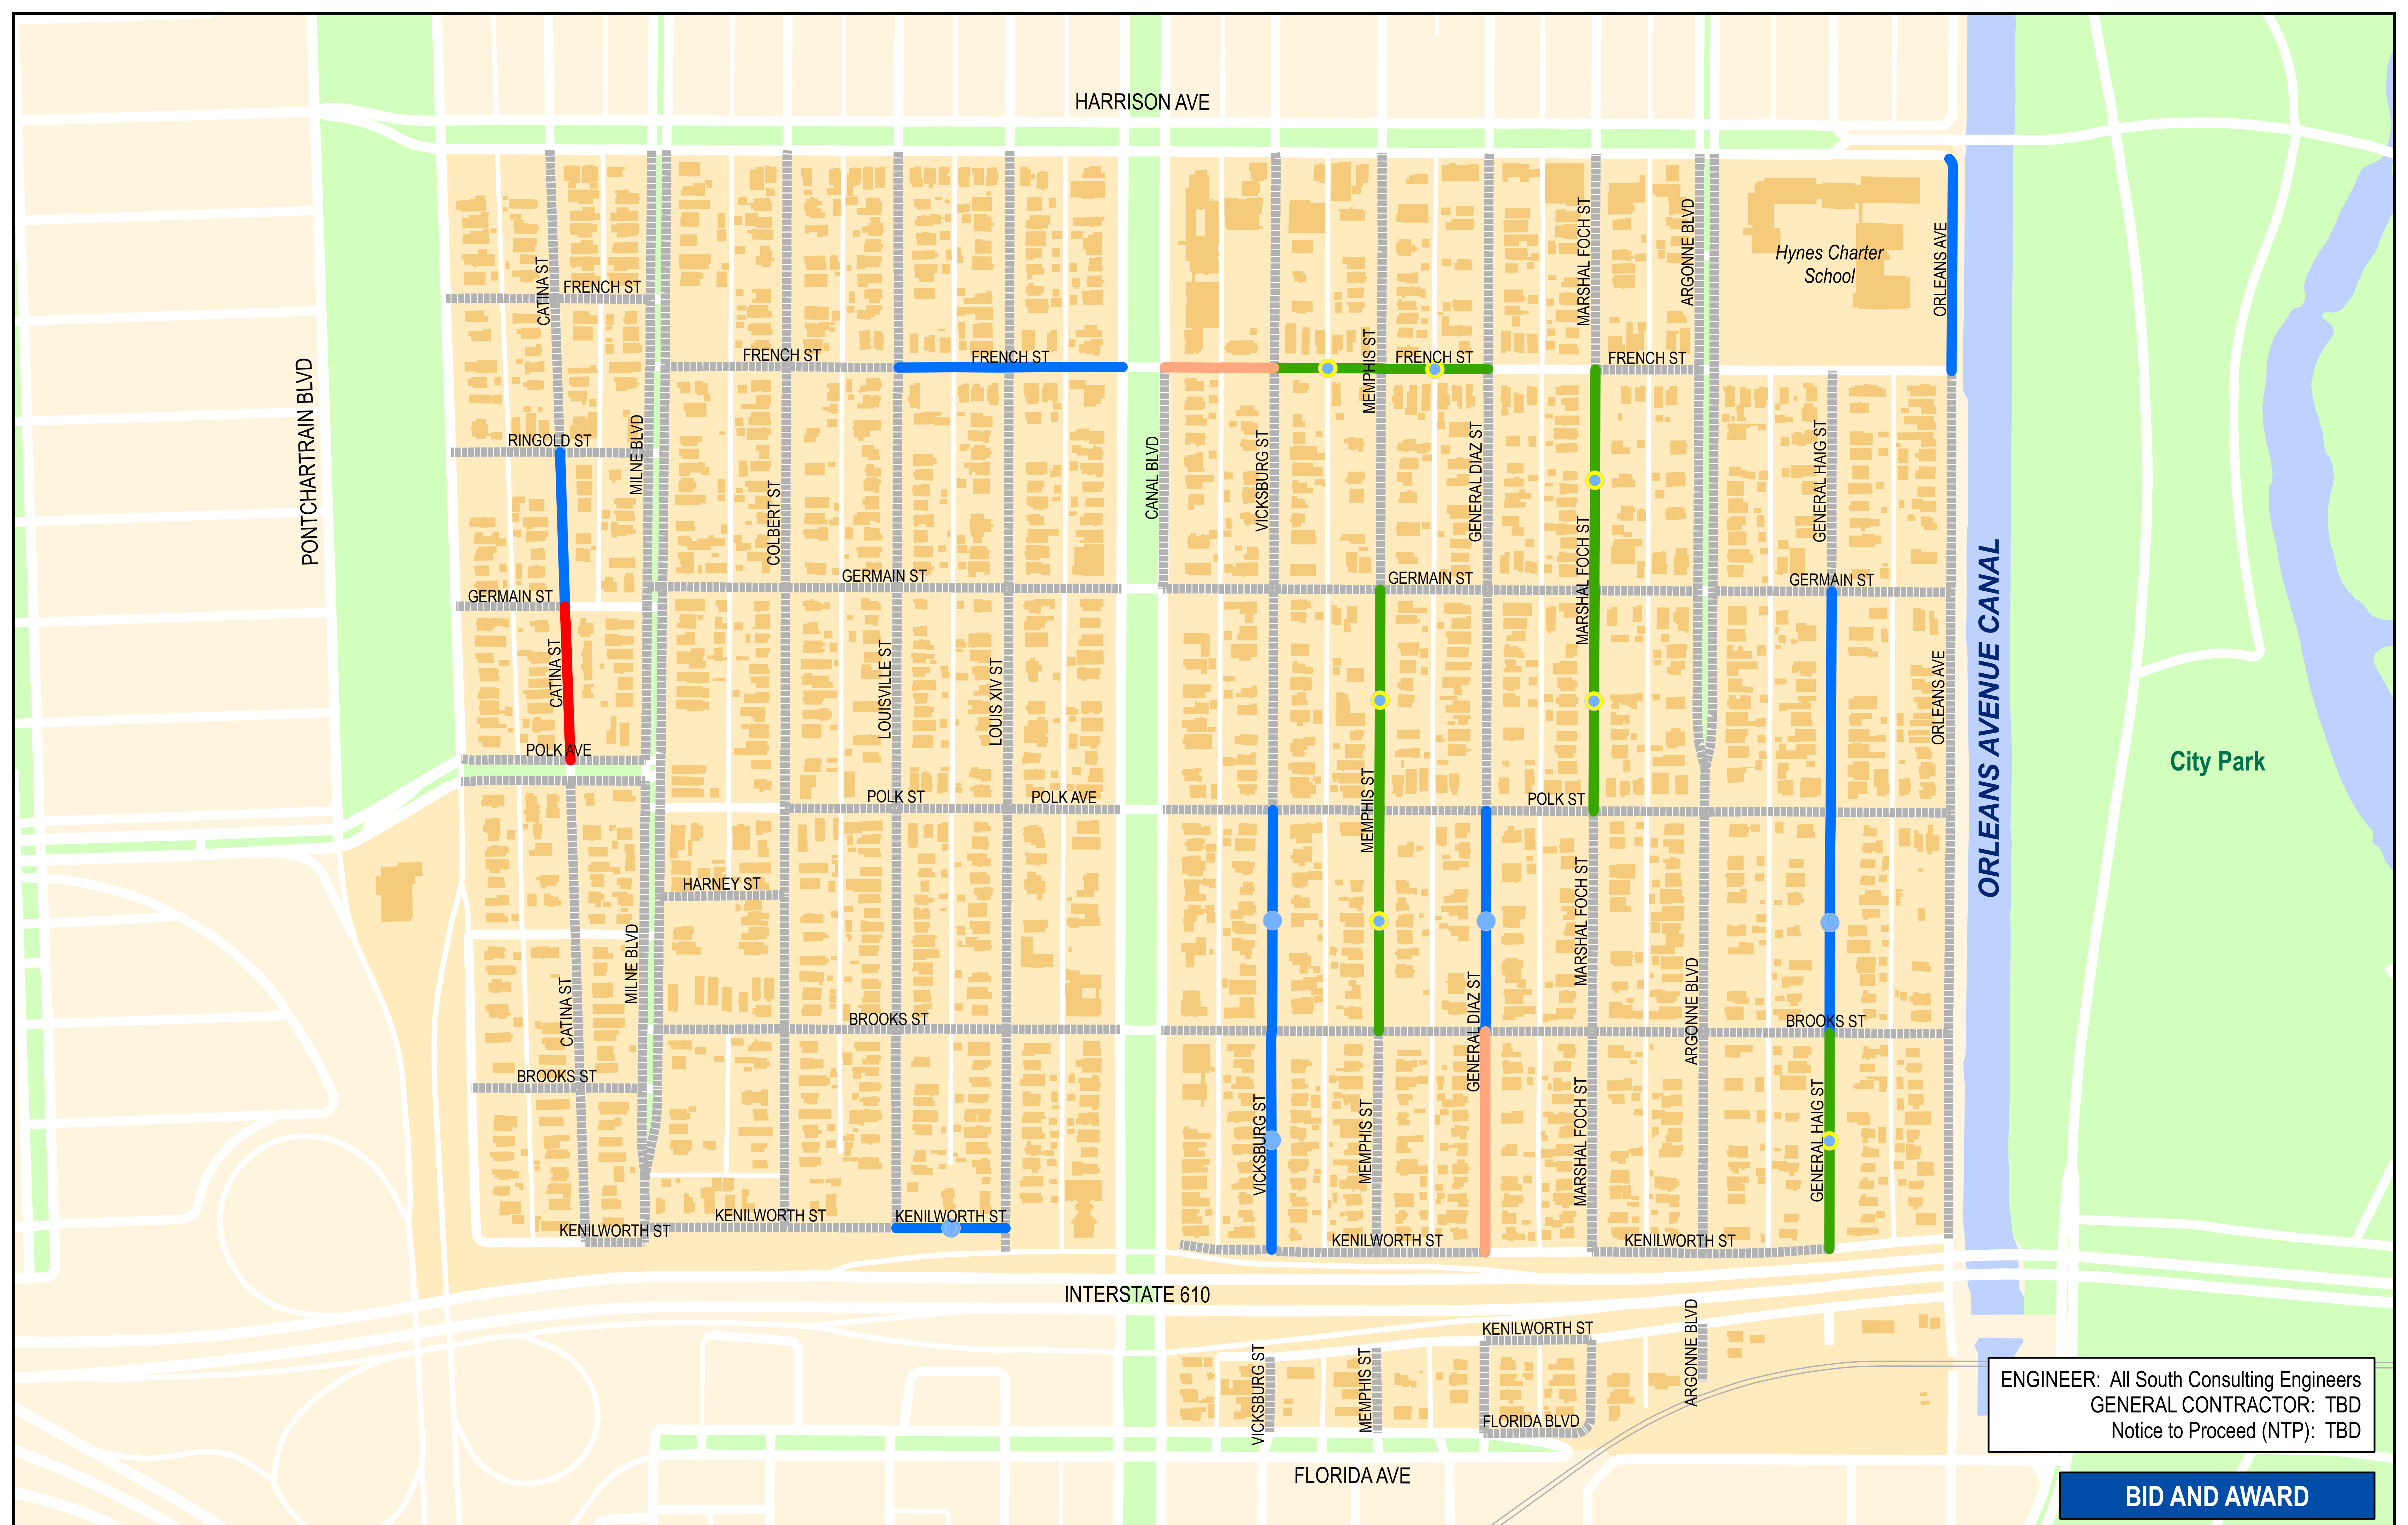 HARRISON AVE
CATINA ST
FRENCH ST
MARSHAL FOCH ST
ARGONNE BLVD
Hynes Charter
School
ORLEANS AVE
FRENCH ST
FRENCH ST
MEMPHIS ST
FRENCH ST
FRENCH ST
PONTCHARTRAIN BLVD
RINGOLD ST
MILNE BLVD
COLBERT ST
CANAL BLVD
VICKSBURG ST
GENERAL DIAZ ST
GENERAL HAIG ST
GERMAIN ST
CATINA ST
GERMAIN ST
GERMAIN ST
MARSHAL FOCH ST
GERMAIN ST
LOUISVILLE ST
LOUIS XIV ST
ORLEANS AVE
ORLEANS AVENUE CANAL
City Park
POLK AVE
POLK ST
POLK AVE
MEMPHIS ST
POLK ST
HARNEY ST
MILNE BLVD
CATINA ST
MARSHAL FOCH ST
ARGONNE BLVD
BROOKS ST
GENERAL DIAZ ST
BROOKS ST
BROOKS ST
VICKSBURG ST
MEMPHIS ST
MARSHAL FOCH ST
GENERAL HAIG ST
KENILWORTH ST
KENILWORTH ST
KENILWORTH ST
KENILWORTH ST
KENILWORTH ST
INTERSTATE 610
VICKSBURG ST
MEMPHIS ST
KENILWORTH ST
ARGONNE BLVD
FLORIDA BLVD
FLORIDA AVE
ENGINEER: All South Consulting Engineers
GENERAL CONTRACTOR: TBD
Notice to Proceed (NTP): TBD
BID AND AWARD